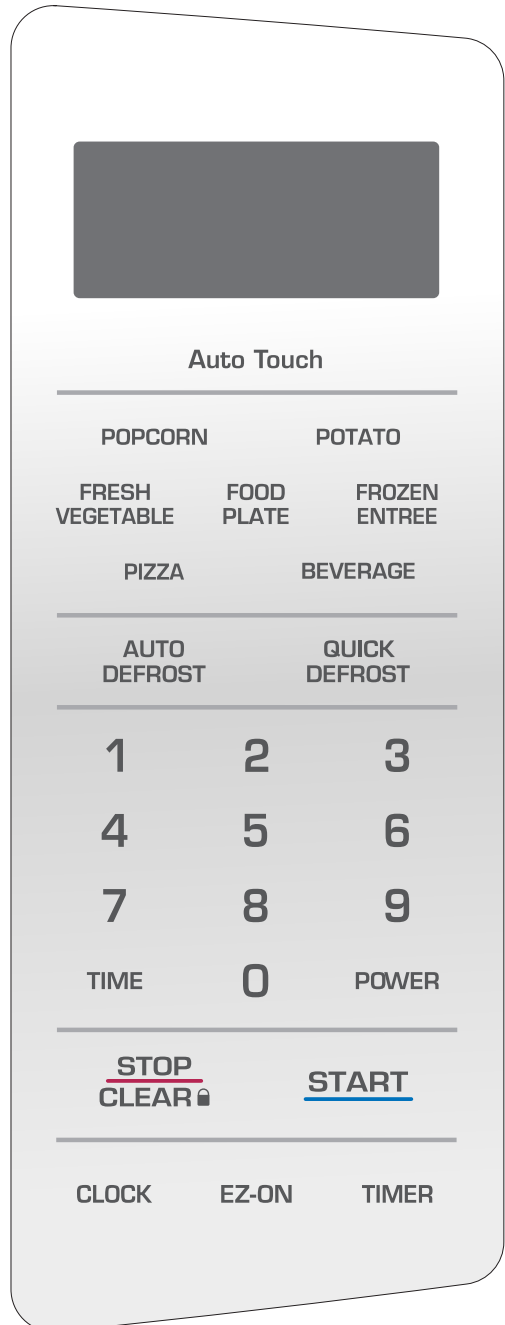 Auto Touch
POPCORN POTATO
FRESH FOOD FROZEN
VEGETABLE PLATE ENTREE
PIZZA BEVERAGE
AUTO QUICK
DEFROST DEFROST
1 2 3
4 5 6
7 8 9
TIME 0 POWER
STOP
CLEAR START
CLOCK EZ-ON TIMER